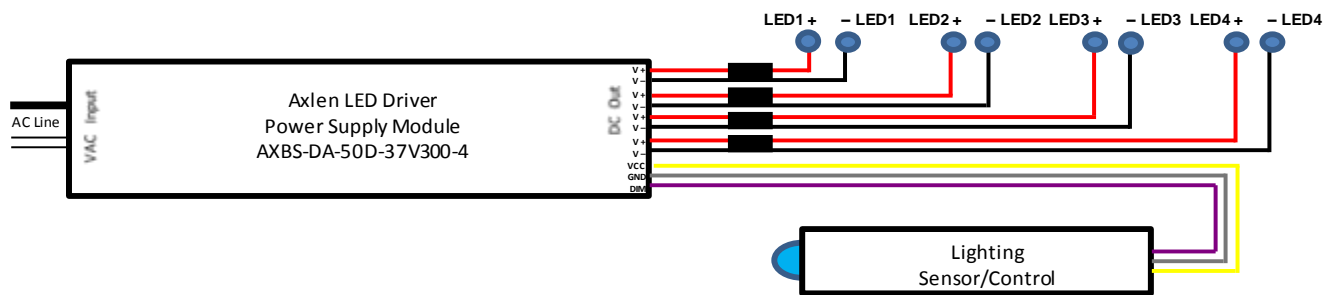 LED1 + – LED1 LED2 + – LED2 LED3 + – LED3 LED4 + – LED4
AC Line
VAC Input
Axlen LED Driver
Power Supply Module
AXBS-DA-50D-37V300-4
DC Out
V +
V –
V +
V –
V +
V –
V +
V –
VCC
GND
DIM
Lighting
Sensor/Control